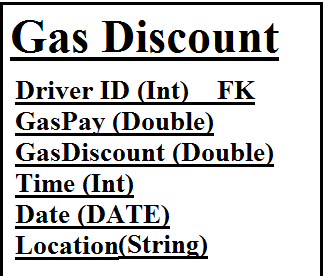 Gas Discount
Driver ID (Int) FK
GasPay (Double)
GasDiscount (Double)
Time (Int)
Date (DATE)
Location(String)